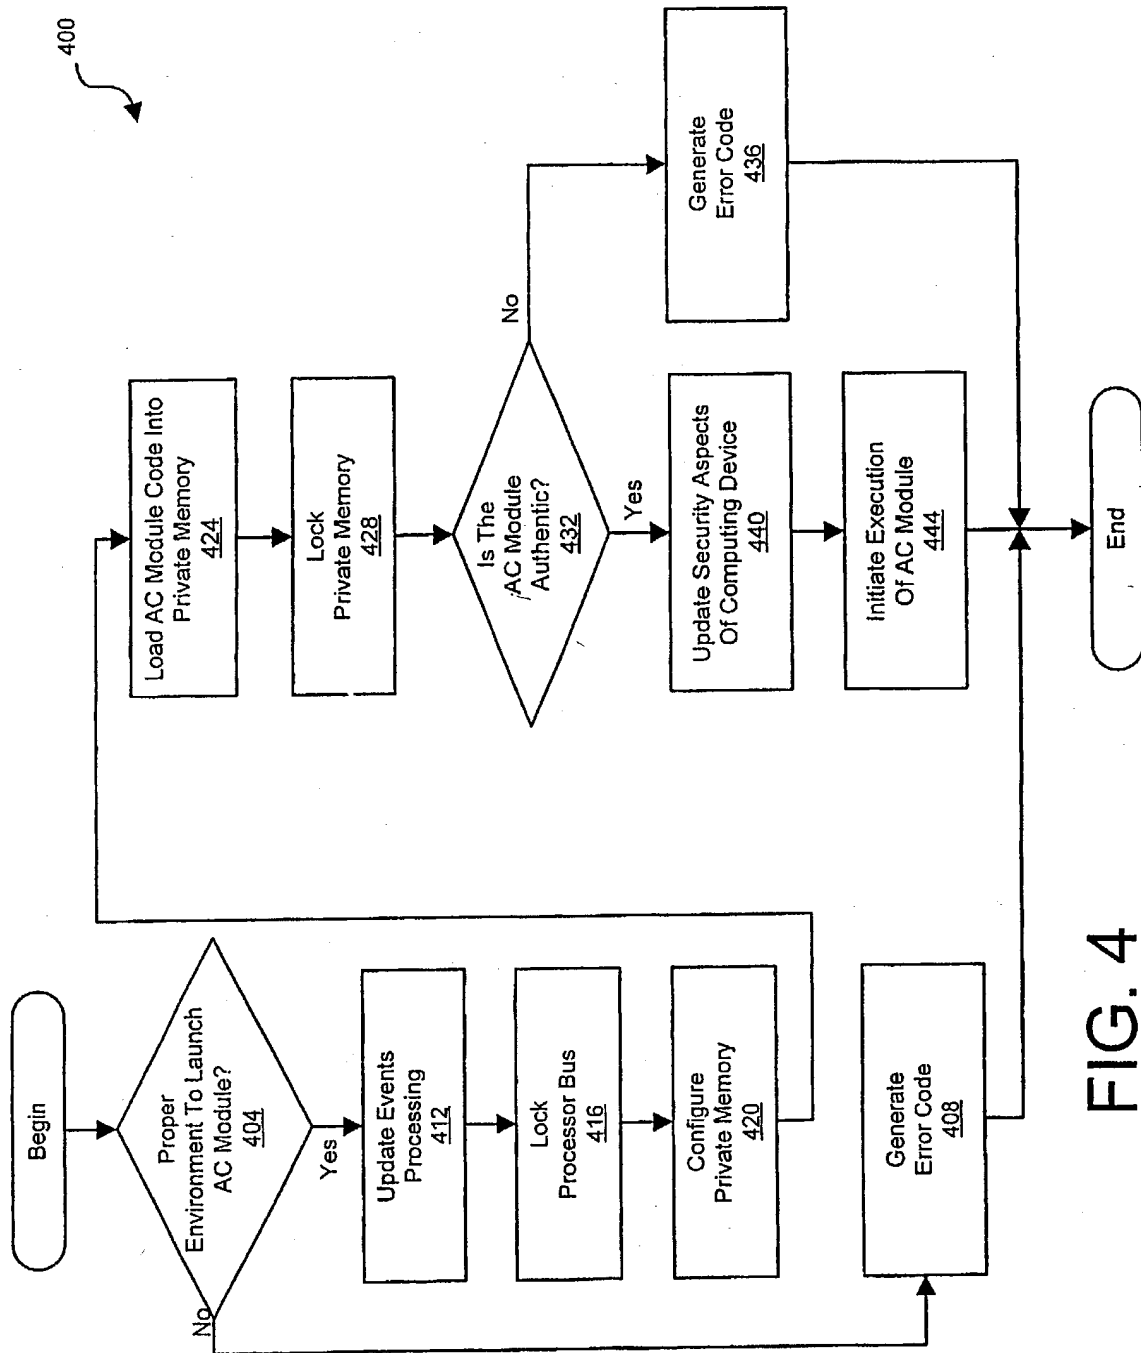 400
Begin
Proper
Environment To Launch
AC Module?
404
No
Yes
Update Events
Processing
412
Lock
Processor Bus
416
Configure
Private Memory
420
Generate
Error Code
408
Load AC Module Code Into
Private Memory
424
Lock
Private Memory
428
Is The
AC Module
Authentic?
432
No
Yes
Generate
Error Code
436
Update Security Aspects
Of Computing Device
440
Initiate Execution
Of AC Module
444
End
FIG. 4